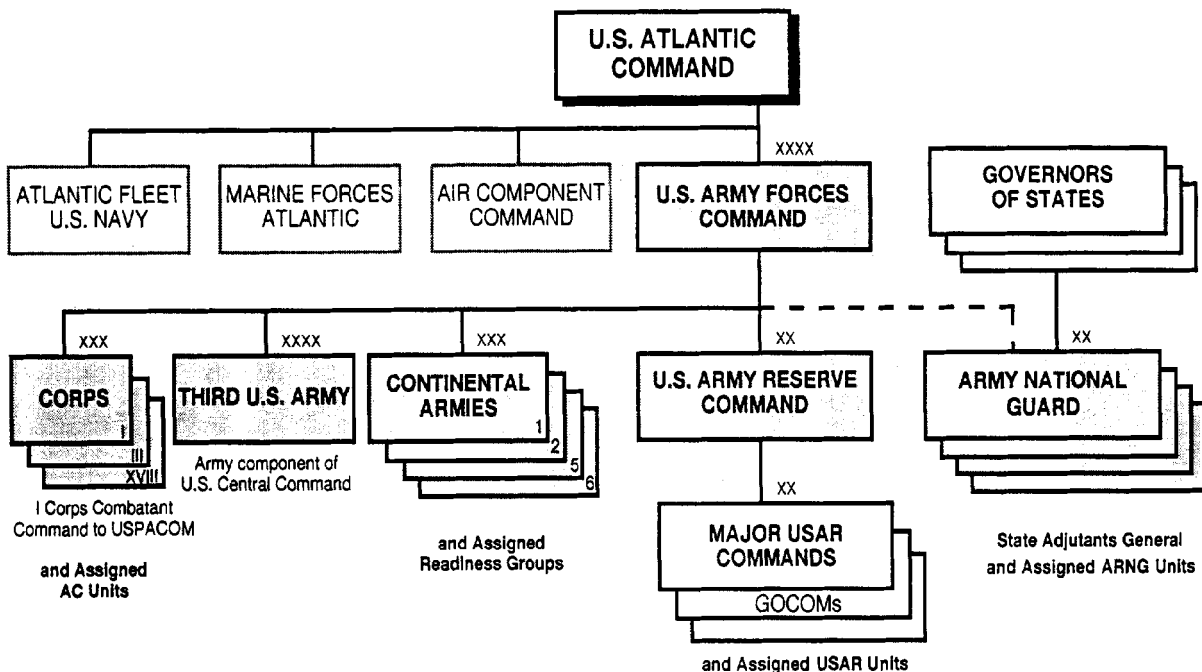 U.S. ATLANTIC
COMMAND
XXXX
ATLANTIC FLEET
U.S. NAVY
MARINE FORCES
ATLANTIC
AIR COMPONENT
COMMAND
U.S. ARMY FORCES
COMMAND
GOVERNORS
OF STATES
XXX
CORPS
I
III
XVIII
I Corps Combatant
Command to USPACOM
and Assigned
AC Units
XXXX
THIRD U.S. ARMY
Army component of
U.S. Central Command
XXX
CONTINENTAL
ARMIES
1
2
5
6
and Assigned
Readiness Groups
XX
U.S. ARMY RESERVE
COMMAND
XX
MAJOR USAR
COMMANDS
GOCOMs
and Assigned USAR Units
XX
ARMY NATIONAL
GUARD
State Adjutants General
and Assigned ARNG Units